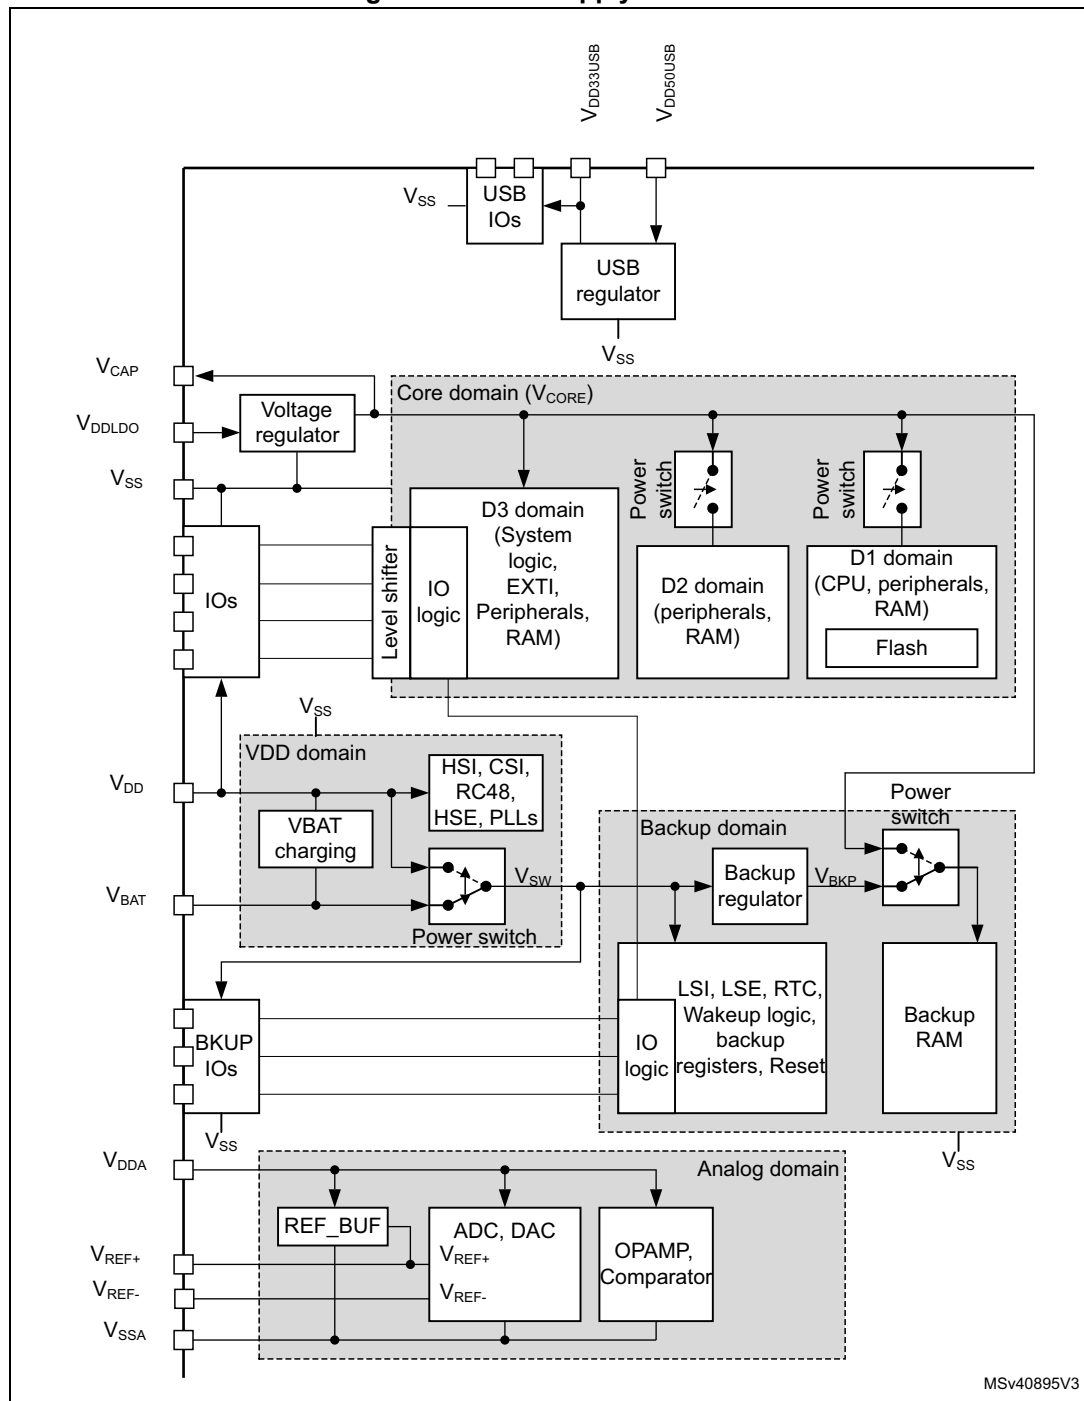 VDD33USB
VDD50USB
VSS
USB
IOs
USB
regulator
VSS
VCAP
Core domain (VCORE)
Voltage
regulator
VDDLDO
Power
switch
Power
switch
VSS
D3 domain
(System
logic,
EXTI,
Peripherals,
RAM)
Level shifter
IO
logic
IOs
D2 domain
(peripherals,
RAM)
D1 domain
(CPU, peripherals,
RAM)
Flash
VSS
VDD domain
HSI, CSI,
RC48,
HSE, PLLs
VDD
VBAT
charging
Power
switch
Backup domain
VSW
Backup
regulator
VBKP
VBAT
Power switch
LSI, LSE, RTC,
Wakeup logic,
backup
registers, Reset
IO
logic
Backup
RAM
BKUP
IOs
VSS
VSS
VDDA
Analog domain
REF_BUF
ADC, DAC
VREF+
VREF-
OPAMP,
Comparator
VREF+
VREF-
VSSA
MSv40895V3